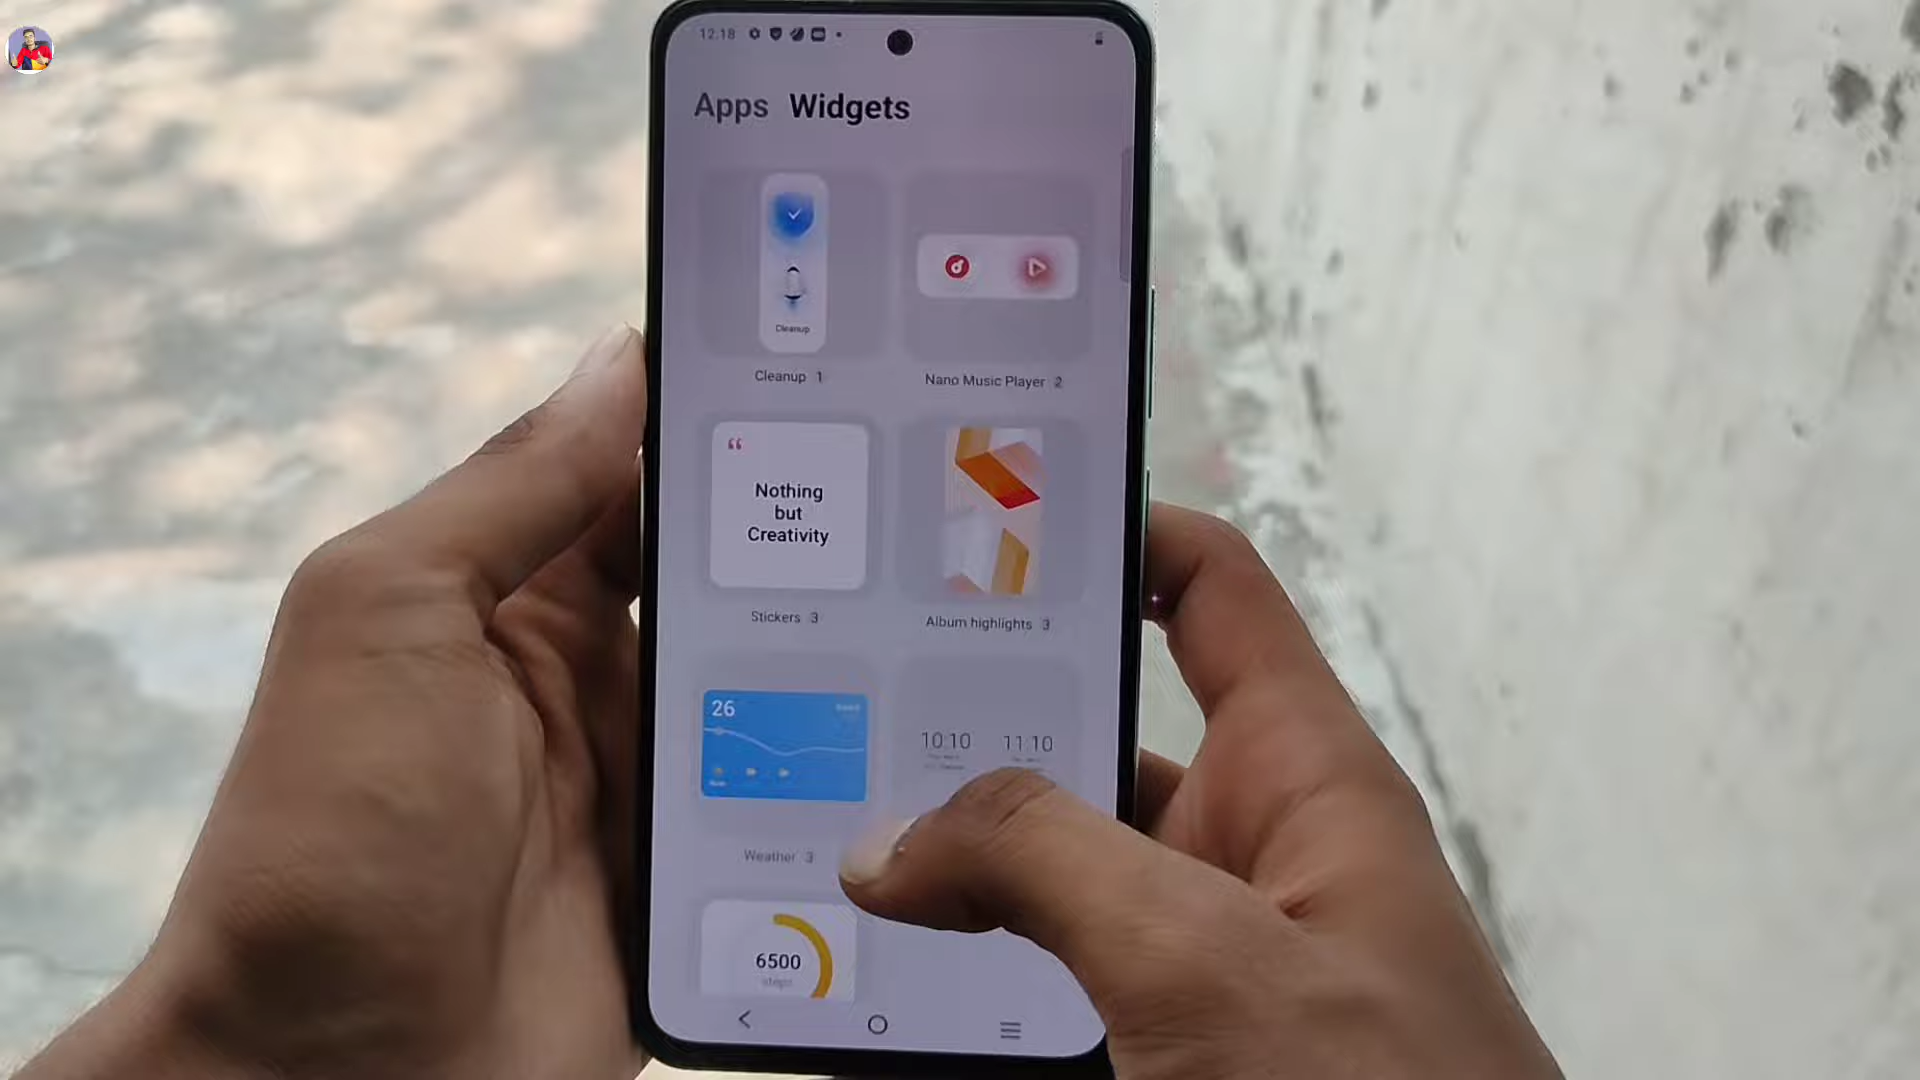 12.18
Apps Widgets
Cleanup
Cleanup 1
Nano Music Player 2
“
Nothing
but
Creativity
Stickers 3
Album highlights 3
26
10:10 11:10
Weather 3
6500
steps